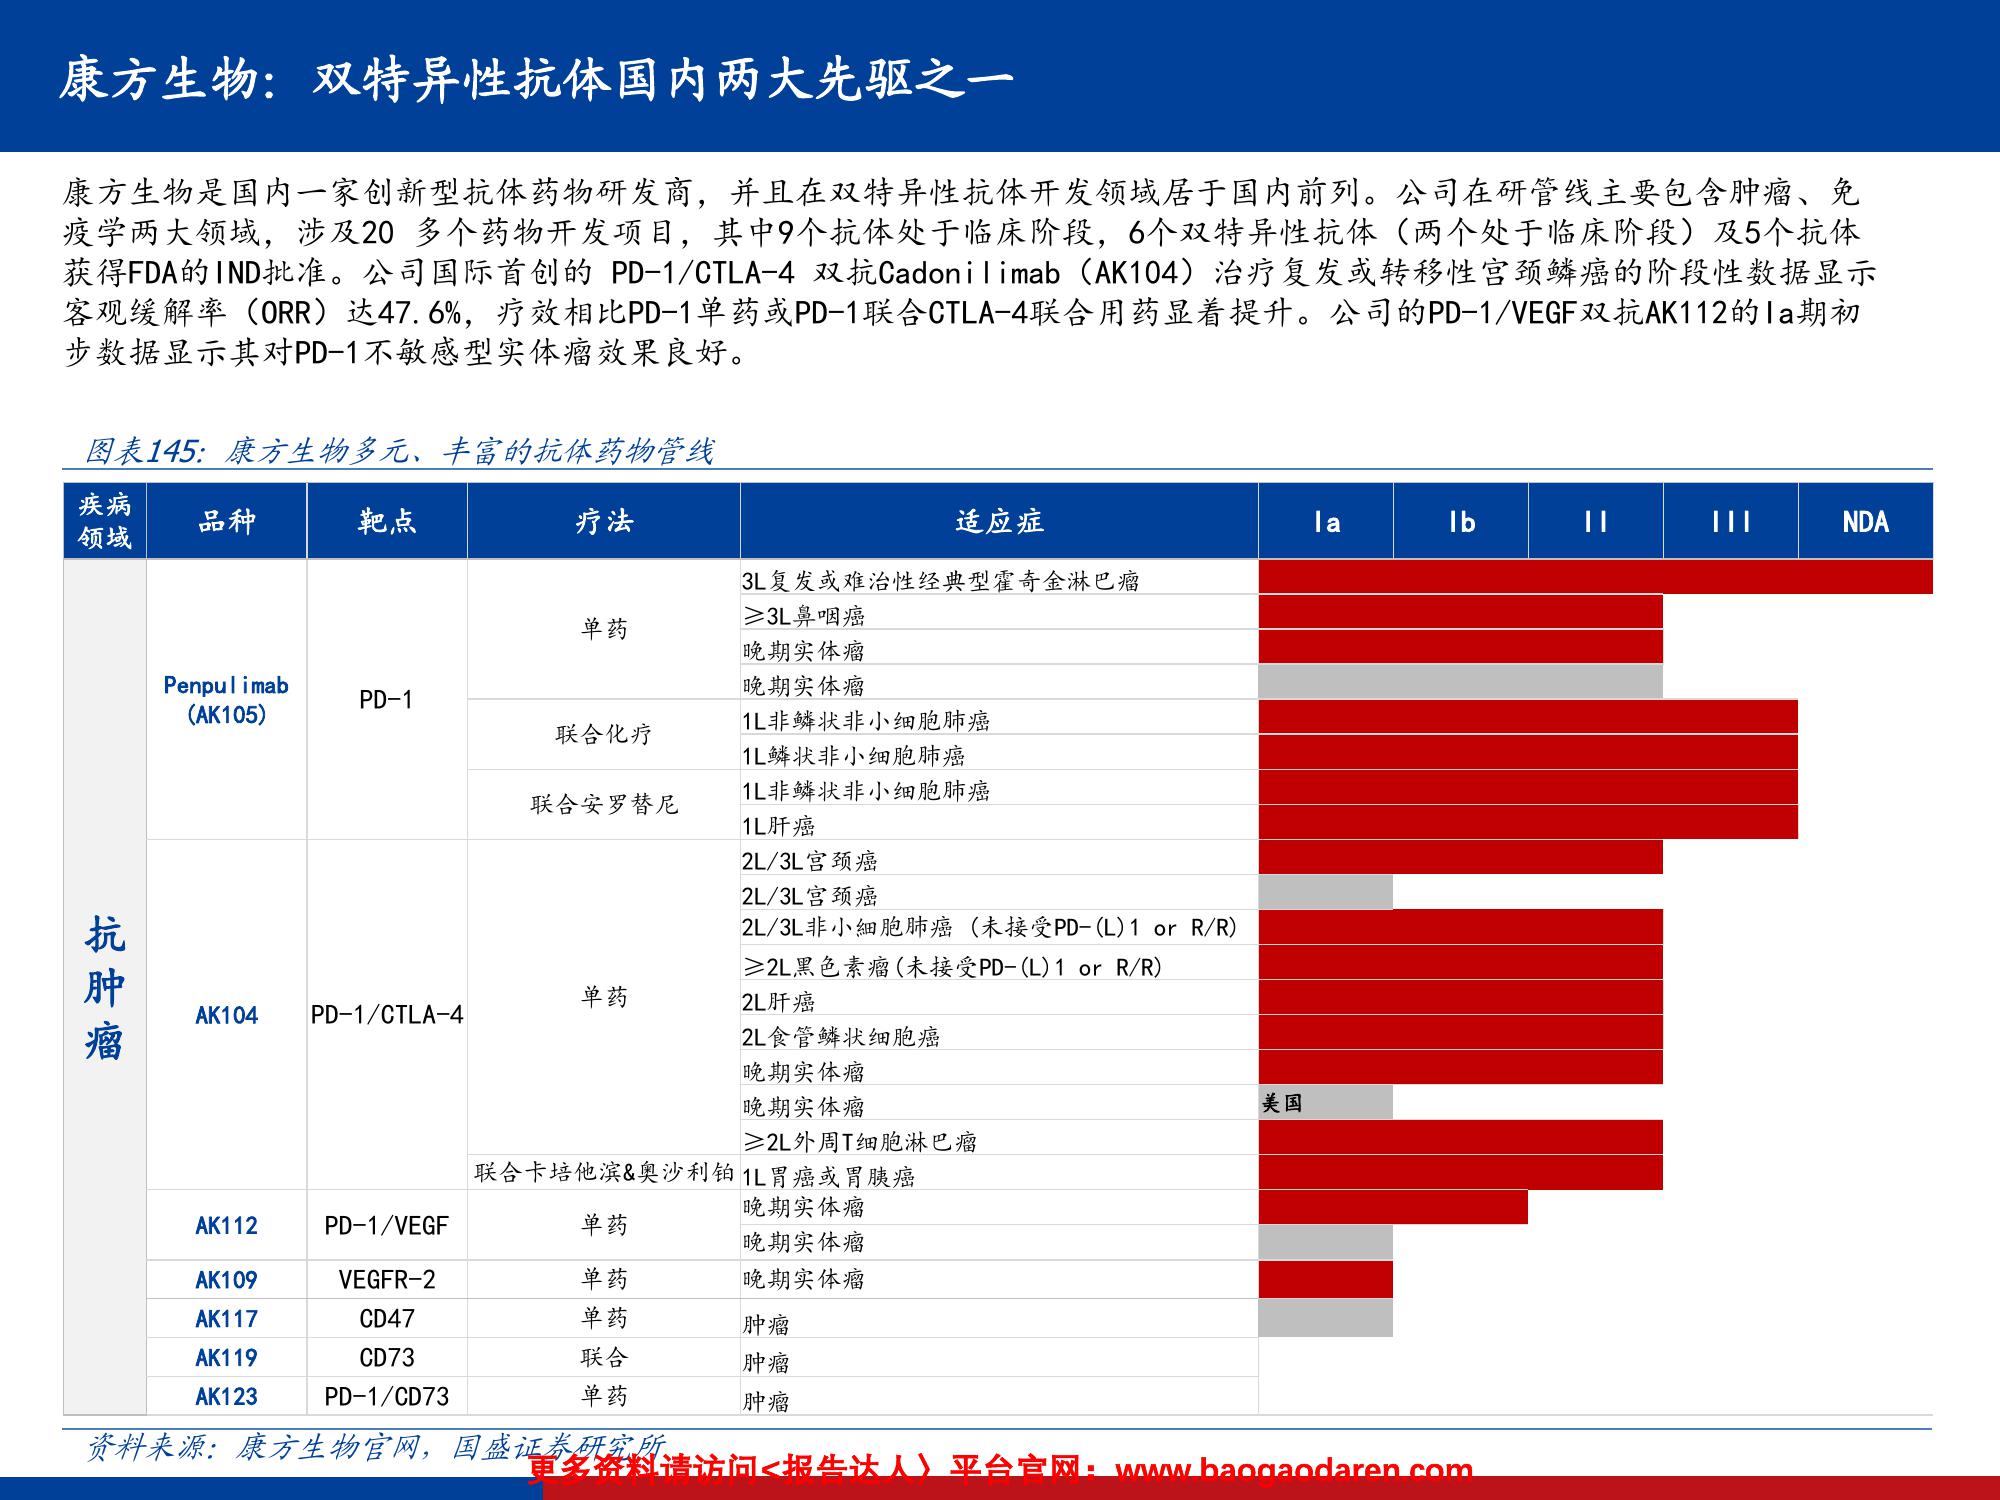 康方生物：双特异性抗体国内两大先驱之一
康方生物是国内一家创新型抗体药物研发商，并且在双特异性抗体开发领域居于国内前列。公司在研管线主要包含肿瘤、免
疫学两大领域，涉及20 多个药物开发项目，其中9个抗体处于临床阶段，6个双特异性抗体（两个处于临床阶段）及5个抗体
获得FDA的IND批准。公司国际首创的 PD-1/CTLA-4 双抗Cadonilimab（AK104）治疗复发或转移性宫颈鳞癌的阶段性数据显示
客观缓解率（ORR）达47.6%，疗效相比PD-1单药或PD-1联合CTLA-4联合用药显着提升。公司的PD-1/VEGF双抗AK112的Ia期初
步数据显示其对PD-1不敏感型实体瘤效果良好。
图表145：康方生物多元、丰富的抗体药物管线
疾病
领域
品种
靶点
疗法
适应症
Ia
Ib
II
III
NDA
抗
肿
瘤
Penpulimab
(AK105)
PD-1
单药
3L复发或难治性经典型霍奇金淋巴瘤
≥3L鼻咽癌
晚期实体瘤
晚期实体瘤
联合化疗
1L非鳞状非小细胞肺癌
1L鳞状非小细胞肺癌
联合安罗替尼
1L非鳞状非小细胞肺癌
1L肝癌
AK104
PD-1/CTLA-4
单药
2L/3L宫颈癌
2L/3L宫颈癌
2L/3L非小細胞肺癌 (未接受PD-(L)1 or R/R)
≥2L黑色素瘤(未接受PD-(L)1 or R/R)
2L肝癌
2L食管鳞状细胞癌
晚期实体瘤
晚期实体瘤
美国
≥2L外周T细胞淋巴瘤
联合卡培他滨&奥沙利铂
1L胃癌或胃胰癌
AK112
PD-1/VEGF
单药
晚期实体瘤
晚期实体瘤
AK109
VEGFR-2
单药
晚期实体瘤
AK117
CD47
单药
肿瘤
AK119
CD73
联合
肿瘤
AK123
PD-1/CD73
单药
肿瘤
资料来源：康方生物官网，国盛证券研究所
更多资料请访问<报告达人〉平台官网：www.baogaodaren.com